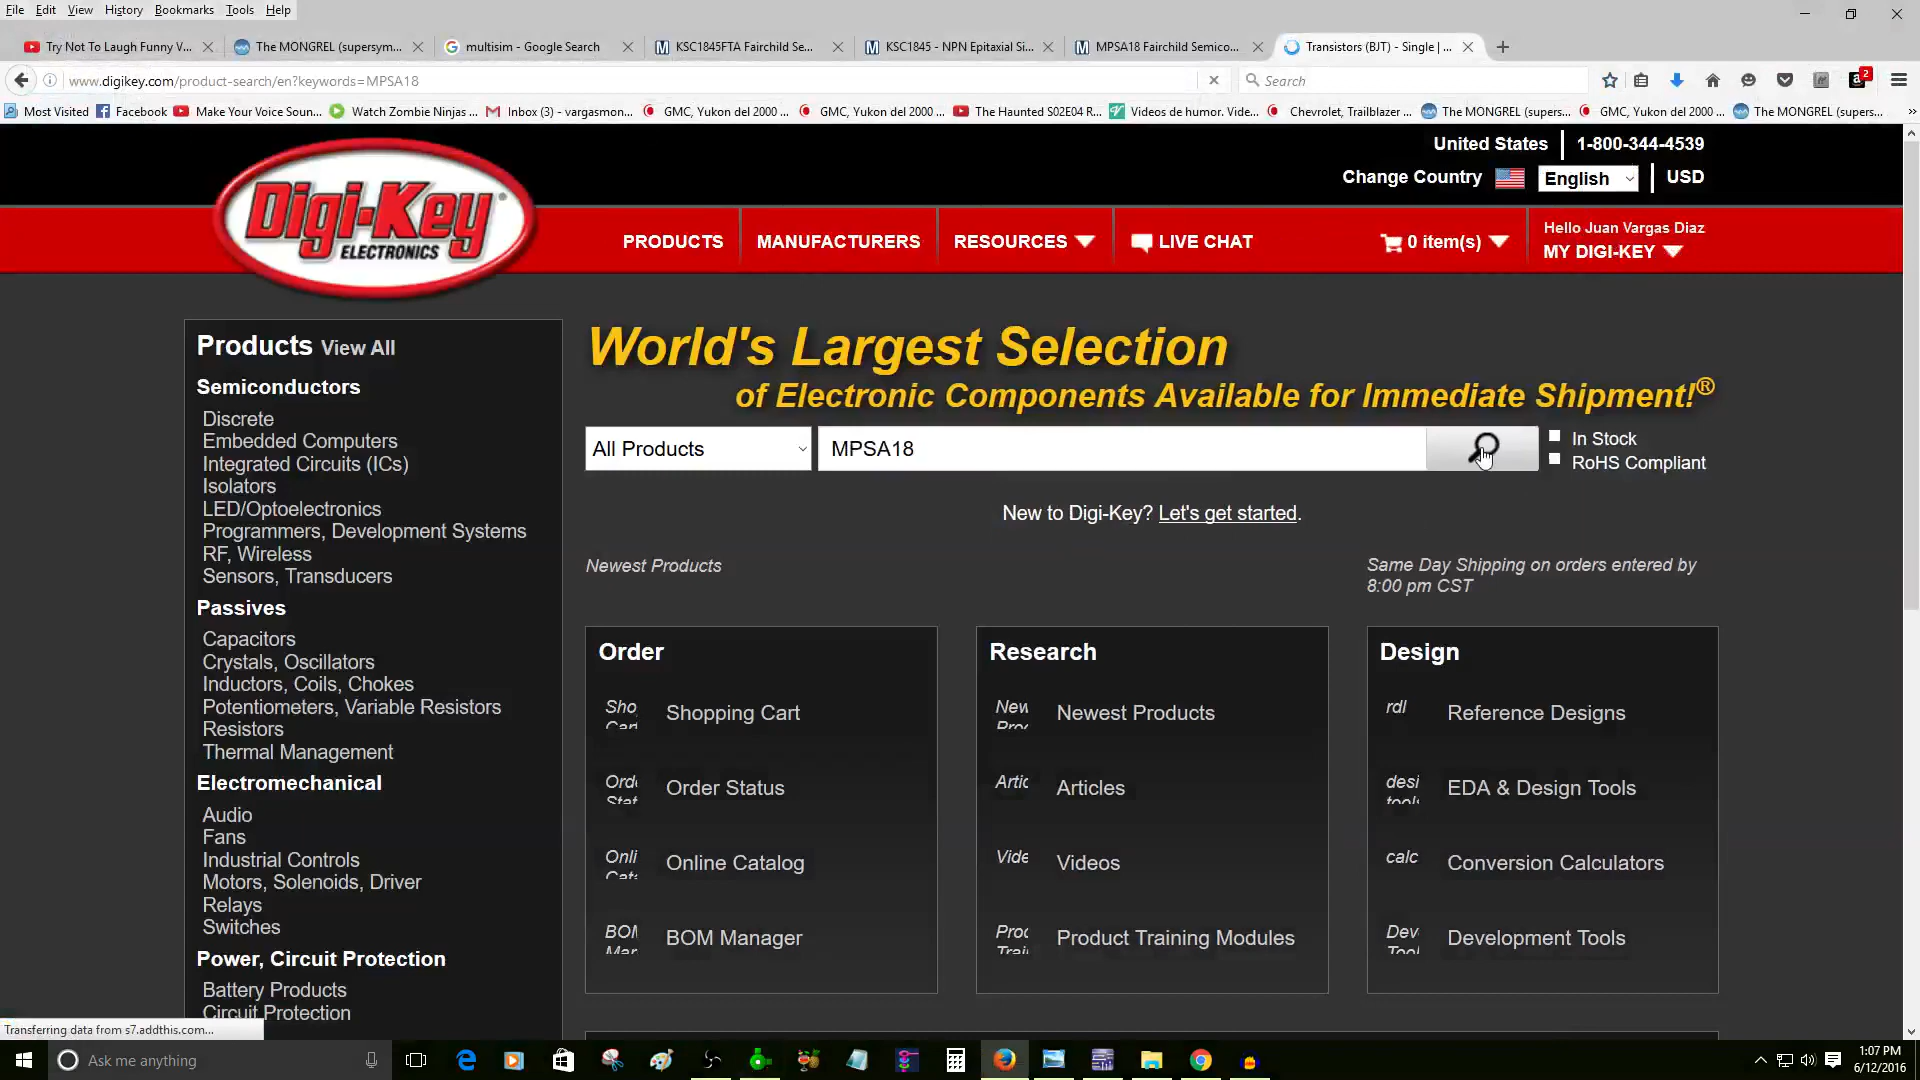 File Edit View History Bookmarks Tools Help
Try Not To Laugh Funny V...
The MONGREL (supersym...
multisim - Google Search
KSC1845FTA Fairchild Se...
KSC1845 - NPN Epitaxial Si...
MPSA18 Fairchild Semico...
Transistors (BJT) - Single | ...
www.digikey.com/product-search/en?keywords=MPSA18
Search
2
Most Visited
Facebook
Make Your Voice Soun...
Watch Zombie Ninjas ...
Inbox (3) - vargasmon...
GMC, Yukon del 2000 ...
GMC, Yukon del 2000 ...
The Haunted S02E04 R...
Videos de humor. Vide...
Chevrolet, Trailblazer ...
The MONGREL (supers...
GMC, Yukon del 2000 ...
The MONGREL (supers...
United States
1-800-344-4539
Change Country
English
USD
Digi-Key®
ELECTRONICS
PRODUCTS
MANUFACTURERS
RESOURCES
LIVE CHAT
0 item(s)
Hello Juan Vargas Diaz
MY DIGI-KEY
Products View All
Semiconductors
Discrete
Embedded Computers
Integrated Circuits (ICs)
Isolators
LED/Optoelectronics
Programmers, Development Systems
RF, Wireless
Sensors, Transducers
Passives
Capacitors
Crystals, Oscillators
Inductors, Coils, Chokes
Potentiometers, Variable Resistors
Resistors
Thermal Management
Electromechanical
Audio
Fans
Industrial Controls
Motors, Solenoids, Driver
Relays
Switches
Power, Circuit Protection
Battery Products
Circuit Protection
World's Largest Selection
of Electronic Components Available for Immediate Shipment!®
All Products
MPSA18
In Stock
RoHS Compliant
New to Digi-Key? Let's get started.
Newest Products
Same Day Shipping on orders entered by
8:00 pm CST
Order
Shopping Cart
Order Status
Online Catalog
BOM Manager
Research
Newest Products
Articles
Videos
Product Training Modules
Design
rdl
Reference Designs
EDA & Design Tools
calc
Conversion Calculators
Development Tools
Transferring data from s7.addthis.com...
Ask me anything
1:07 PM
6/12/2016